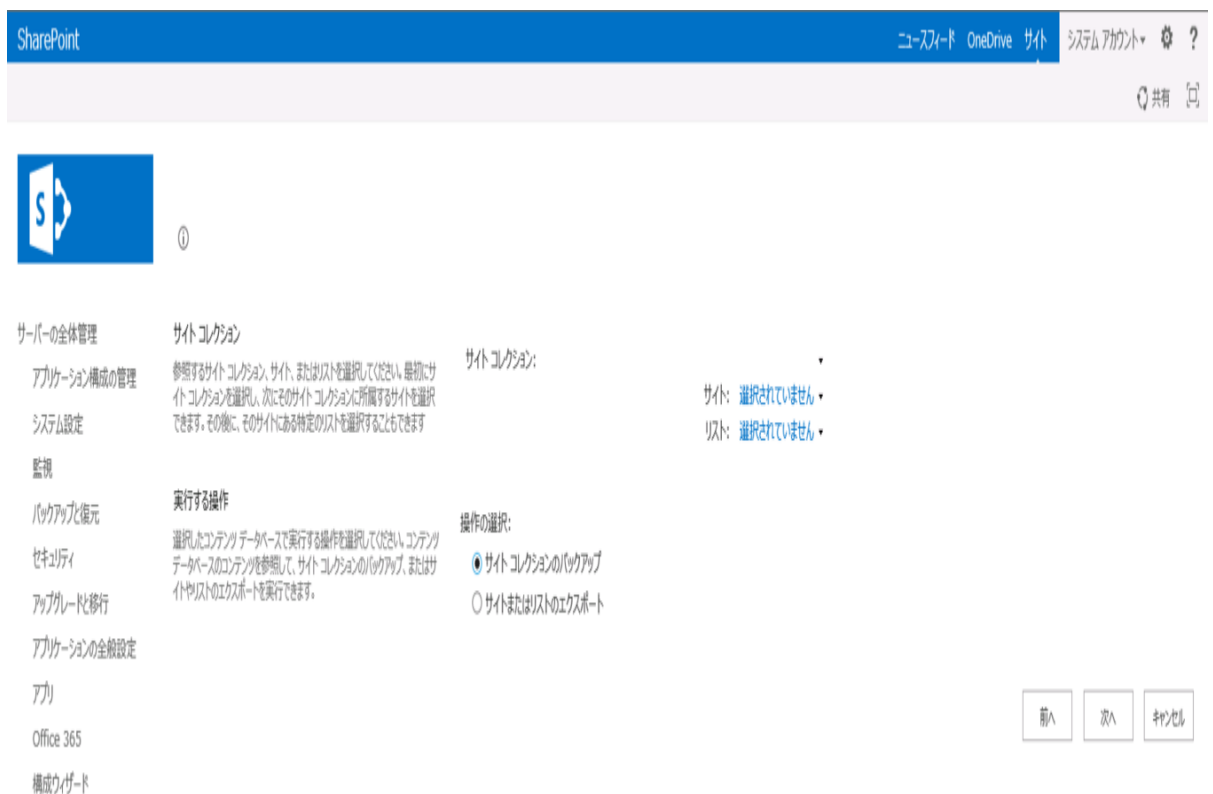 SharePoint
ニュースフィード OneDrive サイト システム アカウント ?
共有
S
サーバーの全体管理
アプリケーション構成の管理
システム設定
監視
バックアップと復元
セキュリティ
アップグレードと移行
アプリケーションの全般設定
アプリ
Office 365
構成ウィザード
サイト コレクション
参照するサイト コレクション、サイト、またはリストを選択してください。最初にサ
イト コレクションを選択し、次にそのサイト コレクションに所属するサイトを選択
できます。その後に、そのサイトにある特定のリストを選択することもできます
サイト コレクション:
サイト: 選択されていません
リスト: 選択されていません
実行する操作
選択したコンテンツ データベースで実行する操作を選択してください。コンテンツ
データベースのコンテンツを参照して、サイト コレクションのバックアップ、またはサ
イトやリストのエクスポートを実行できます。
操作の選択:
サイト コレクションのバックアップ
サイトまたはリストのエクスポート
前へ 次へ キャンセル